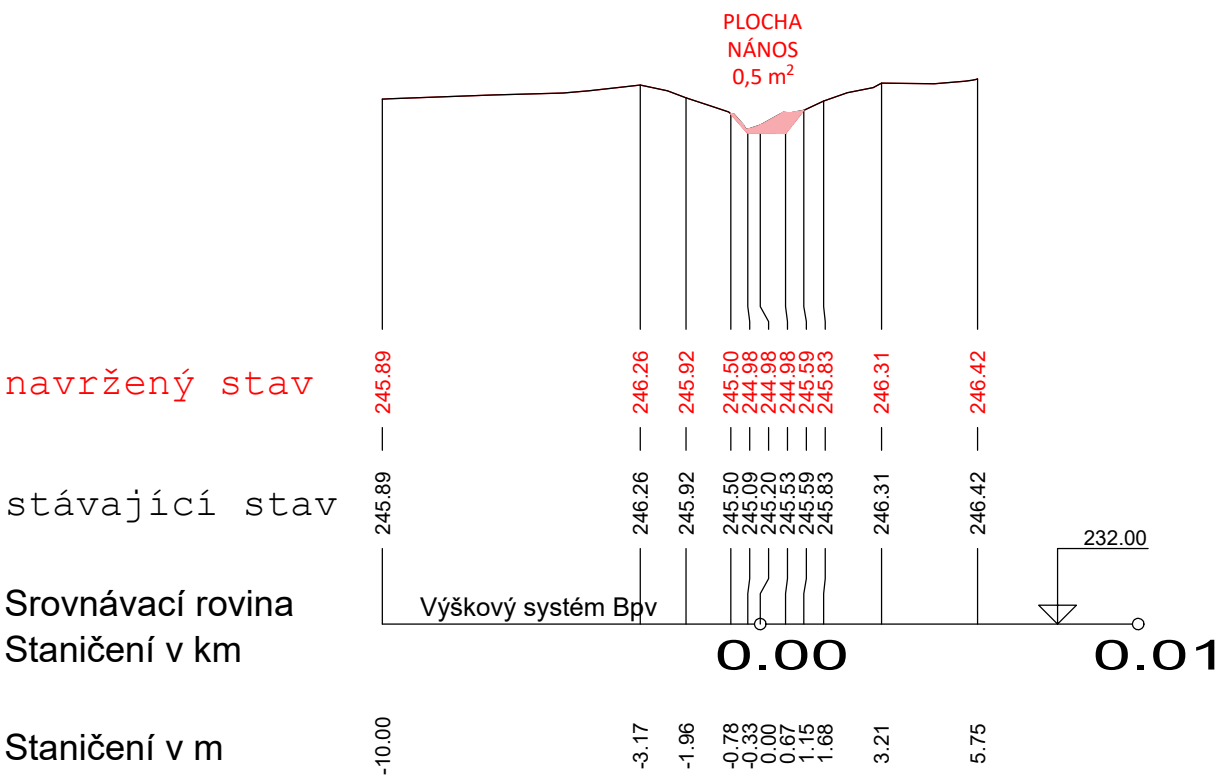 PLOCHA
NÁNOS
0,5 m²
navržený stav
245.89 246.26 245.92 245.50 244.98 244.98 244.98 245.59 245.83 246.31 246.42
stávající stav
245.89 246.26 245.92 245.50 245.09 245.20 245.53 245.59 245.83 246.31 246.42
232.00
Srovnávací rovina
Výškový systém Bpv
Staničení v km
0.00 0.01
Staničení v m
-10.00 -3.17 -1.96 -0.78 -0.33 0.00 0.67 1.15 1.68 3.21 5.75